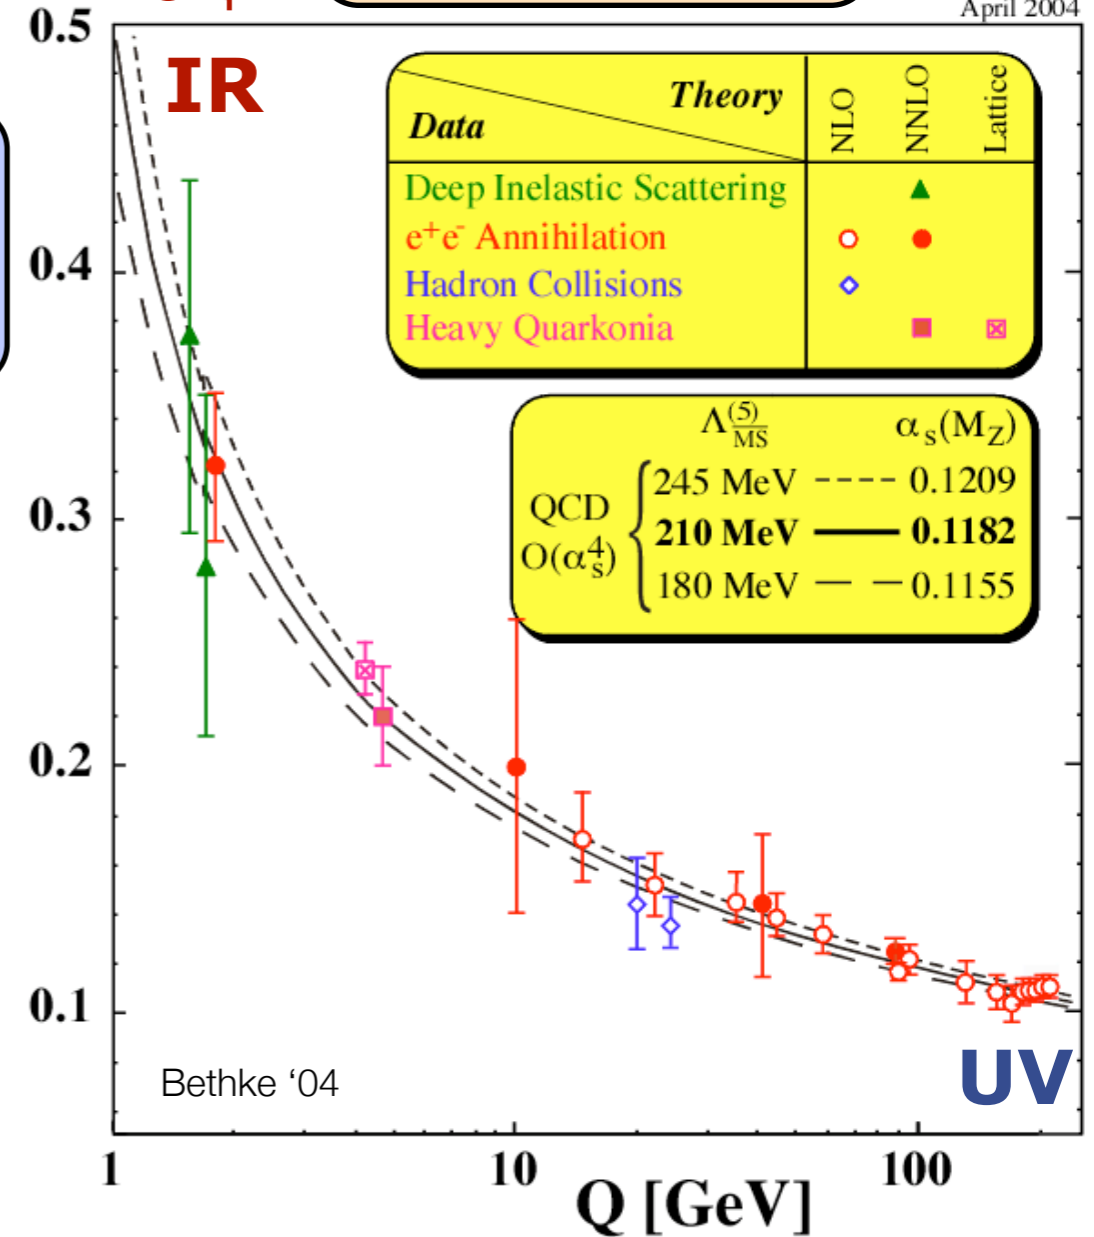 April 2004
0.5
IR
Theory
Data
NLO
NNLO
Lattice
Deep Inelastic Scattering
e⁺e⁻ Annihilation
Hadron Collisions
Heavy Quarkonia
0.4
Λ(5)MS αs(MZ)
QCD
O(αs⁴)
245 MeV 0.1209
210 MeV 0.1182
180 MeV 0.1155
0.3
0.2
0.1
Bethke ‘04
UV
1 10 100
Q [GeV]